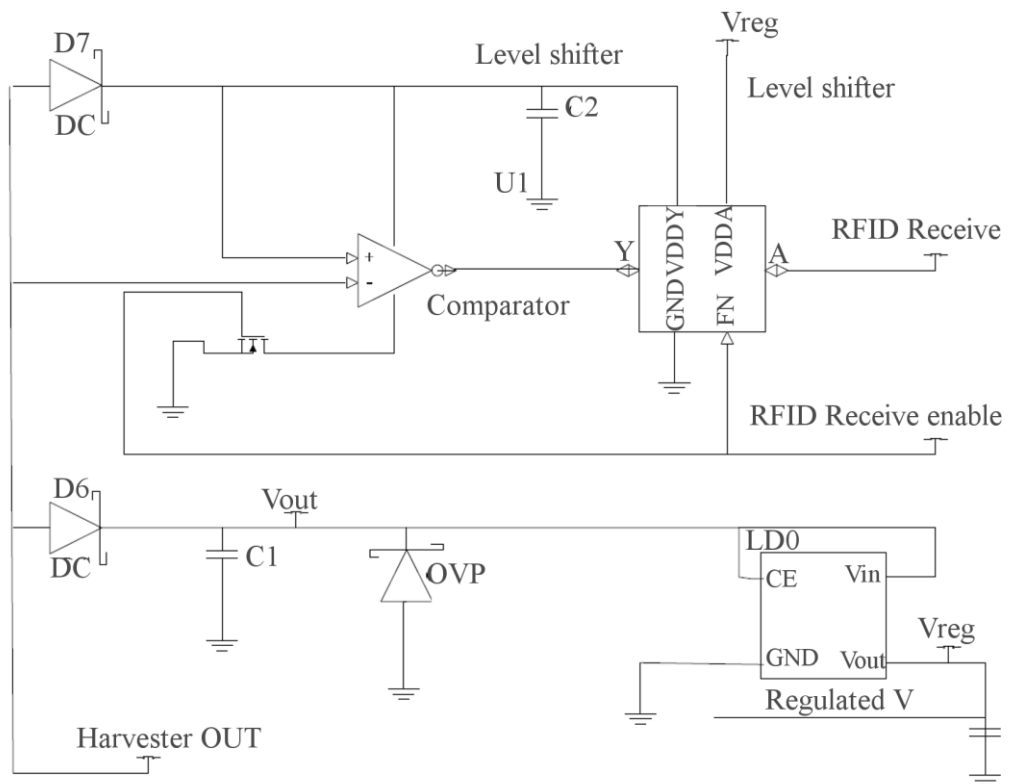 Vreg
D7
Level shifter
Level shifter
DC
C2
U1
GND VDDY
FN VDDA
Y
A
RFID Receive
+
-
Comparator
RFID Receive enable
D6
Vout
DC
C1
OVP
LD0
CE
Vin
GND
Vout
Vreg
Regulated V
Harvester OUT